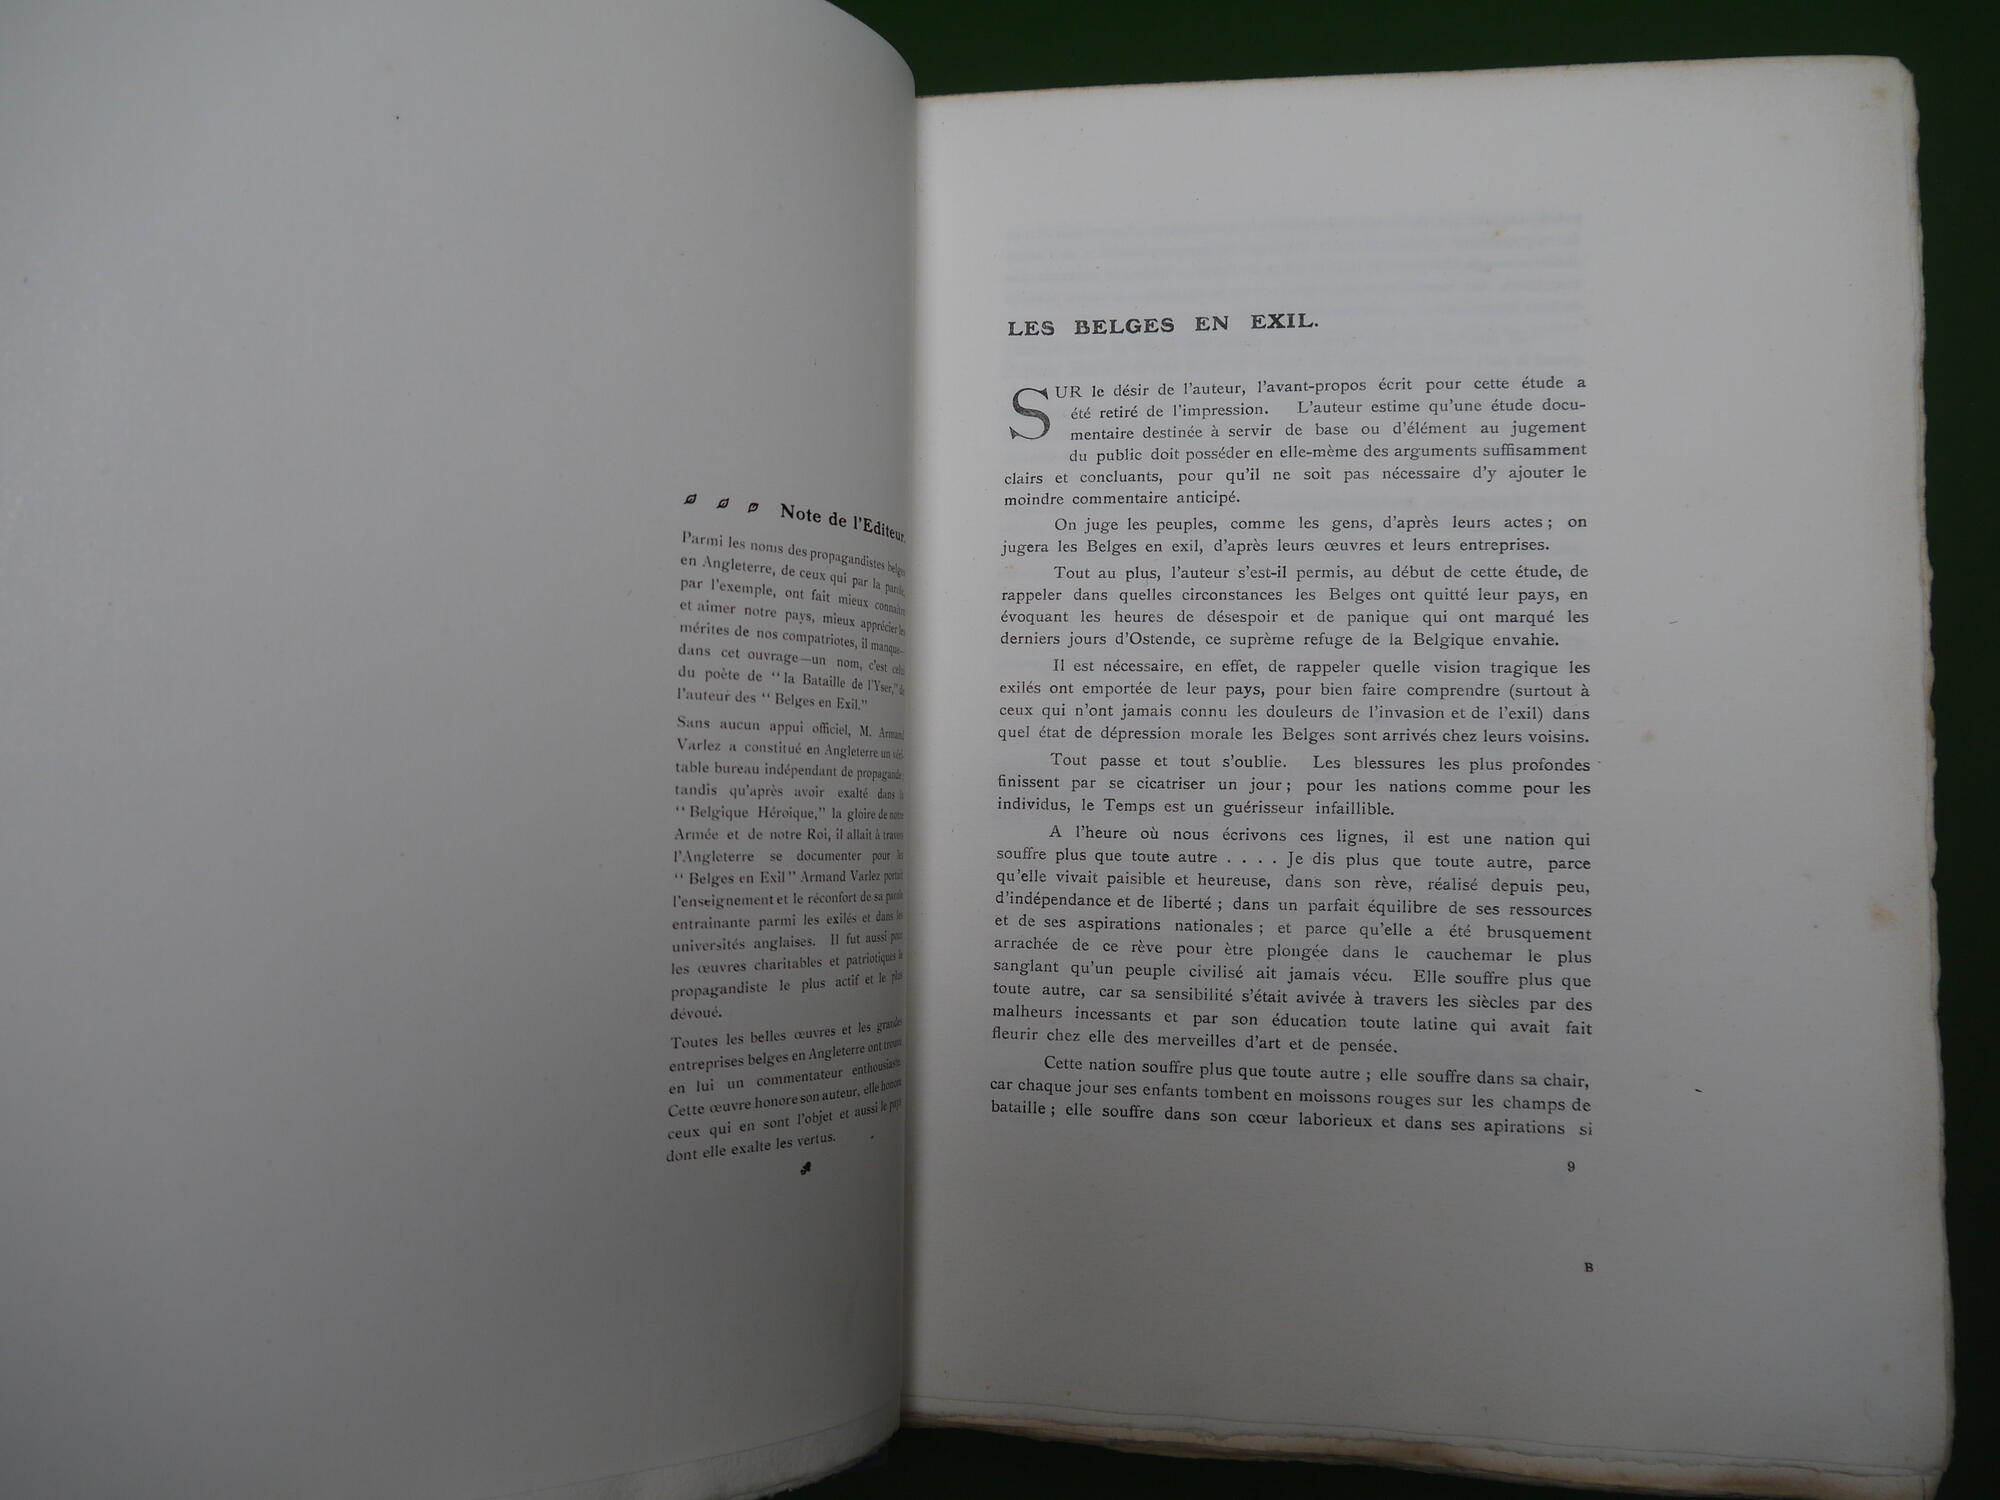 Note de l'Editeur.
Parmi les noms des propagandistes belges
en Angleterre, de ceux qui par la parole,
par l'exemple, ont fait mieux connaître
et aimer notre pays, mieux apprécier les
mérites de nos compatriotes, il manque—
dans cet ouvrage—un nom, c'est celui
du poète de "la Bataille de l'Yser," de
l'auteur des "Belges en Exil."
Sans aucun appui officiel, M. Armand
Varlez a constitué en Angleterre un véri-
table bureau indépendant de propagande:
tandis qu'après avoir exalté dans la
"Belgique Héroïque," la gloire de notre
Armée et de notre Roi, il allait à travers
l'Angleterre se documenter pour les
"Belges en Exil" Armand Varlez portait
l'enseignement et le réconfort de sa parole
entrainante parmi les exilés et dans les
universités anglaises. Il fut aussi pour
les œuvres charitables et patriotiques le
propagandiste le plus actif et le plus
dévoué.
Toutes les belles œuvres et les grandes
entreprises belges en Angleterre ont trouvé
en lui un commentateur enthousiaste.
Cette œuvre honore son auteur, elle honore
ceux qui en sont l'objet et aussi le pays
dont elle exalte les vertus.
LES BELGES EN EXIL.
SUR le désir de l'auteur, l'avant-propos écrit pour cette étude a
été retiré de l'impression. L'auteur estime qu'une étude docu-
mentaire destinée à servir de base ou d'élément au jugement
du public doit posséder en elle-mème des arguments suffisamment
clairs et concluants, pour qu'il ne soit pas nécessaire d'y ajouter le
moindre commentaire anticipé.
On juge les peuples, comme les gens, d'après leurs actes ; on
jugera les Belges en exil, d'après leurs œuvres et leurs entreprises.
Tout au plus, l'auteur s'est-il permis, au début de cette étude, de
rappeler dans quelles circonstances les Belges ont quitté leur pays, en
évoquant les heures de désespoir et de panique qui ont marqué les
derniers jours d'Ostende, ce suprème refuge de la Belgique envahie.
Il est nécessaire, en effet, de rappeler quelle vision tragique les
exilés ont emportée de leur pays, pour bien faire comprendre (surtout à
ceux qui n'ont jamais connu les douleurs de l'invasion et de l'exil) dans
quel état de dépression morale les Belges sont arrivés chez leurs voisins.
Tout passe et tout s'oublie. Les blessures les plus profondes
finissent par se cicatriser un jour ; pour les nations comme pour les
individus, le Temps est un guérisseur infaillible.
A l'heure où nous écrivons ces lignes, il est une nation qui
souffre plus que toute autre . . . . Je dis plus que toute autre, parce
qu'elle vivait paisible et heureuse, dans son rève, réalisé depuis peu,
d'indépendance et de liberté ; dans un parfait équilibre de ses ressources
et de ses aspirations nationales ; et parce qu'elle a été brusquement
arrachée de ce rève pour ètre plongée dans le cauchemar le plus
sanglant qu'un peuple civilisé ait jamais vécu. Elle souffre plus que
toute autre, car sa sensibilité s'était avivée à travers les siècles par des
malheurs incessants et par son éducation toute latine qui avait fait
fleurir chez elle des merveilles d'art et de pensée.
Cette nation souffre plus que toute autre ; elle souffre dans sa chair,
car chaque jour ses enfants tombent en moissons rouges sur les champs de
bataille ; elle souffre dans son cœur laborieux et dans ses apirations si
9
B